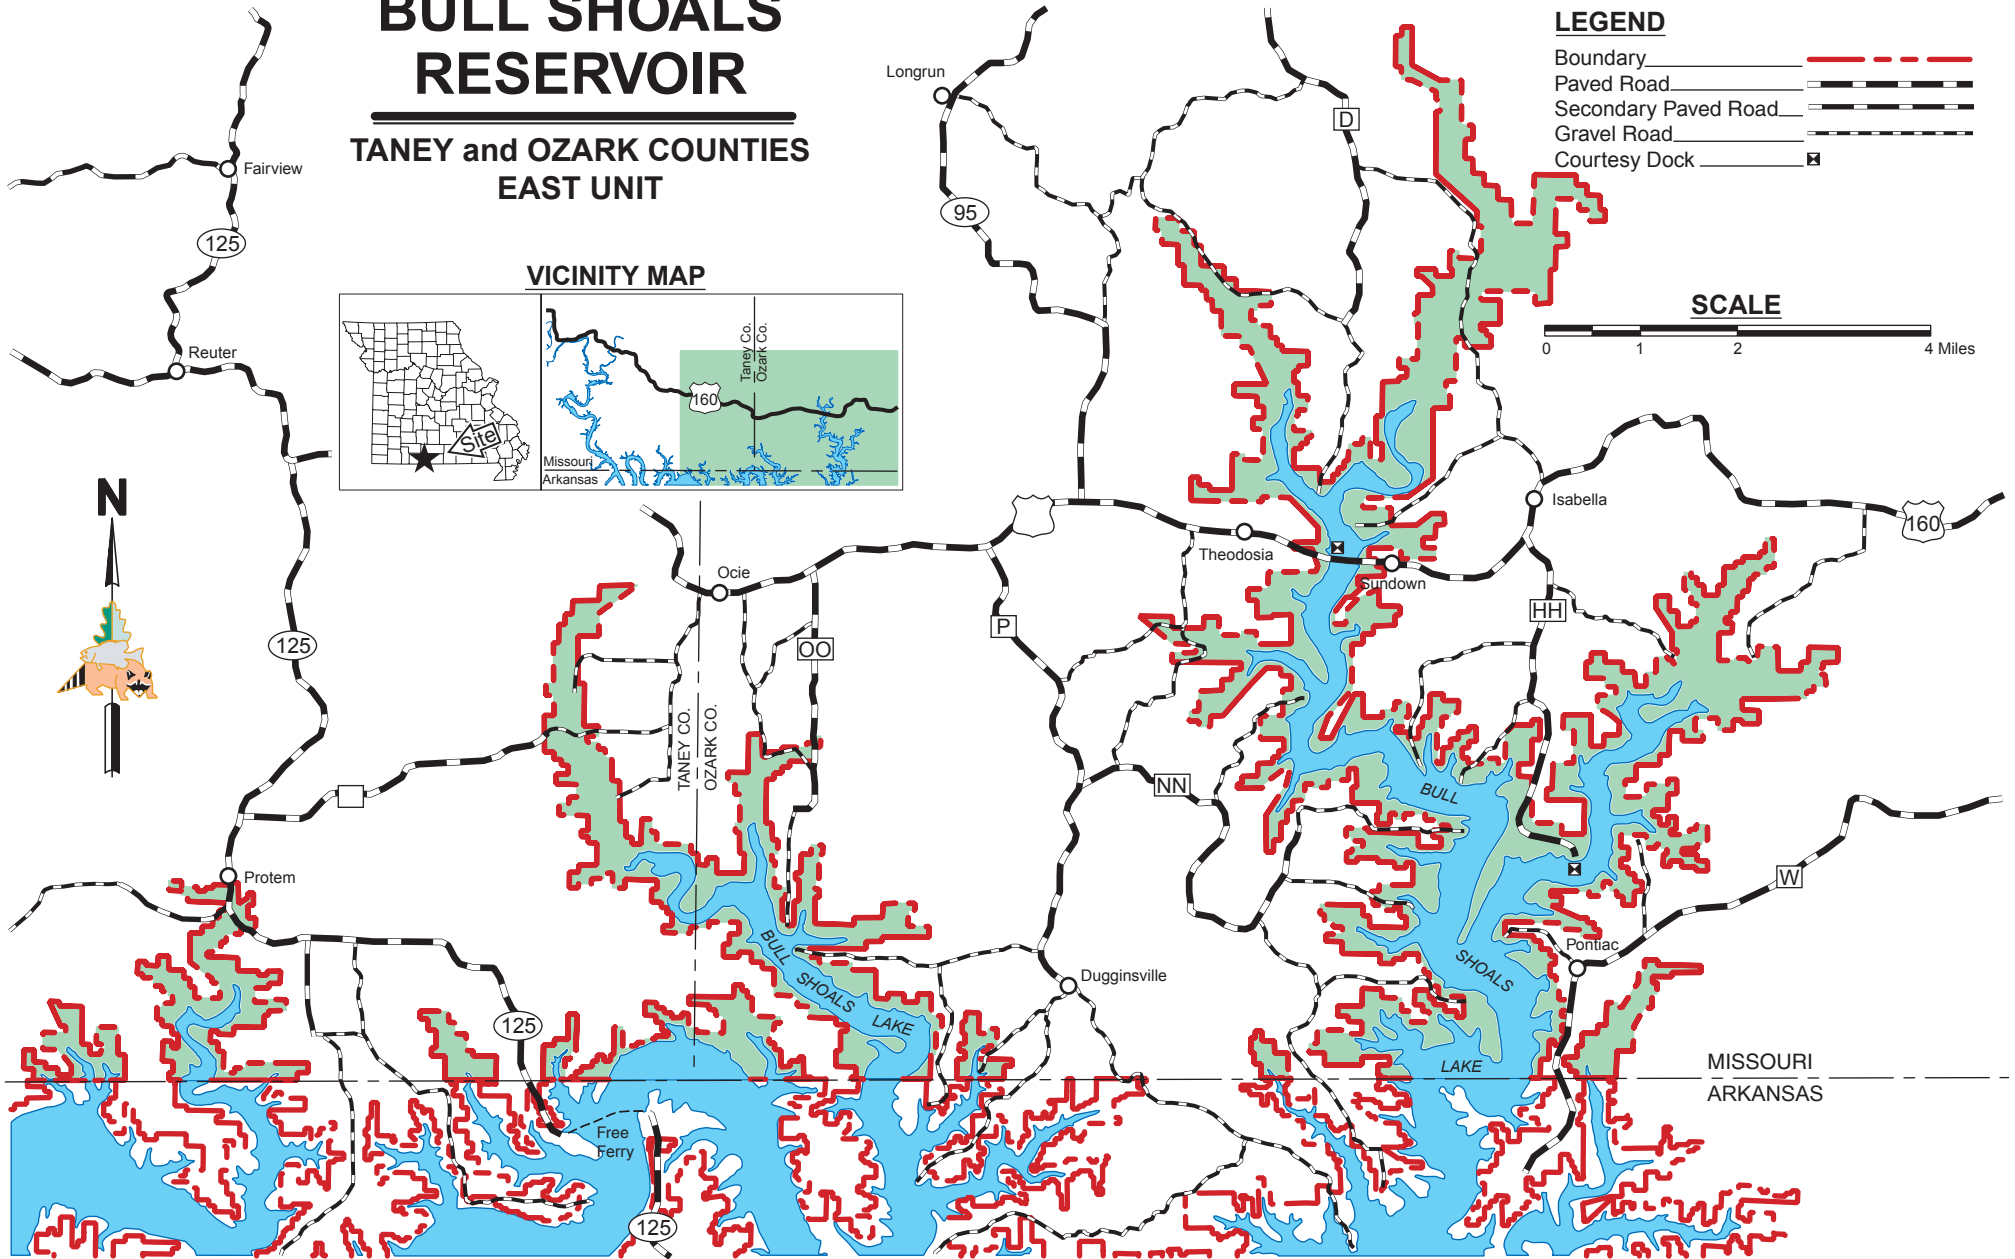 BULL SHOALS
RESERVOIR
TANEY and OZARK COUNTIES
EAST UNIT
LEGEND
Boundary
Paved Road
Secondary Paved Road
Gravel Road
Courtesy Dock
SCALE
0 1 2 4 Miles
VICINITY MAP
Site
Taney Co.
Ozark Co.
160
Missouri
Arkansas
Longrun
D
95
Fairview
125
Reuter
N
125
Ocie
OO
P
Theodosia
Sundown
Isabella
160
HH
TANEY CO.
OZARK CO.
NN
BULL
SHOALS
LAKE
W
Pontiac
Protem
BULL
SHOALS
LAKE
Dugginsville
125
MISSOURI
ARKANSAS
Free
Ferry
125